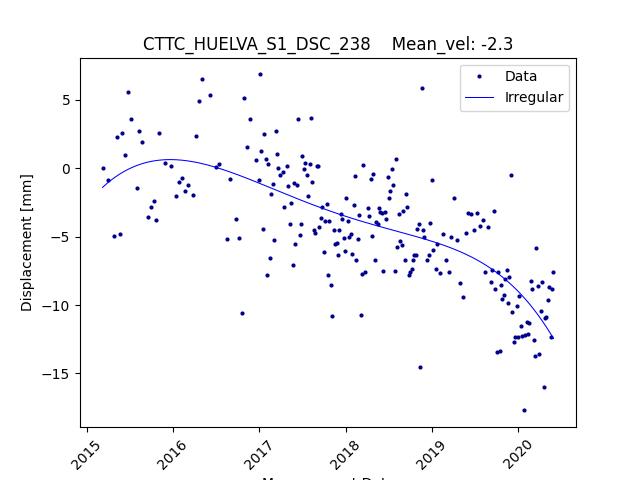 CTTC_HUELVA_S1_DSC_238 Mean_vel: -2.3
Data
Irregular
Displacement [mm]
5
0
−5
−10
−15
2015
2016
2017
2018
2019
2020